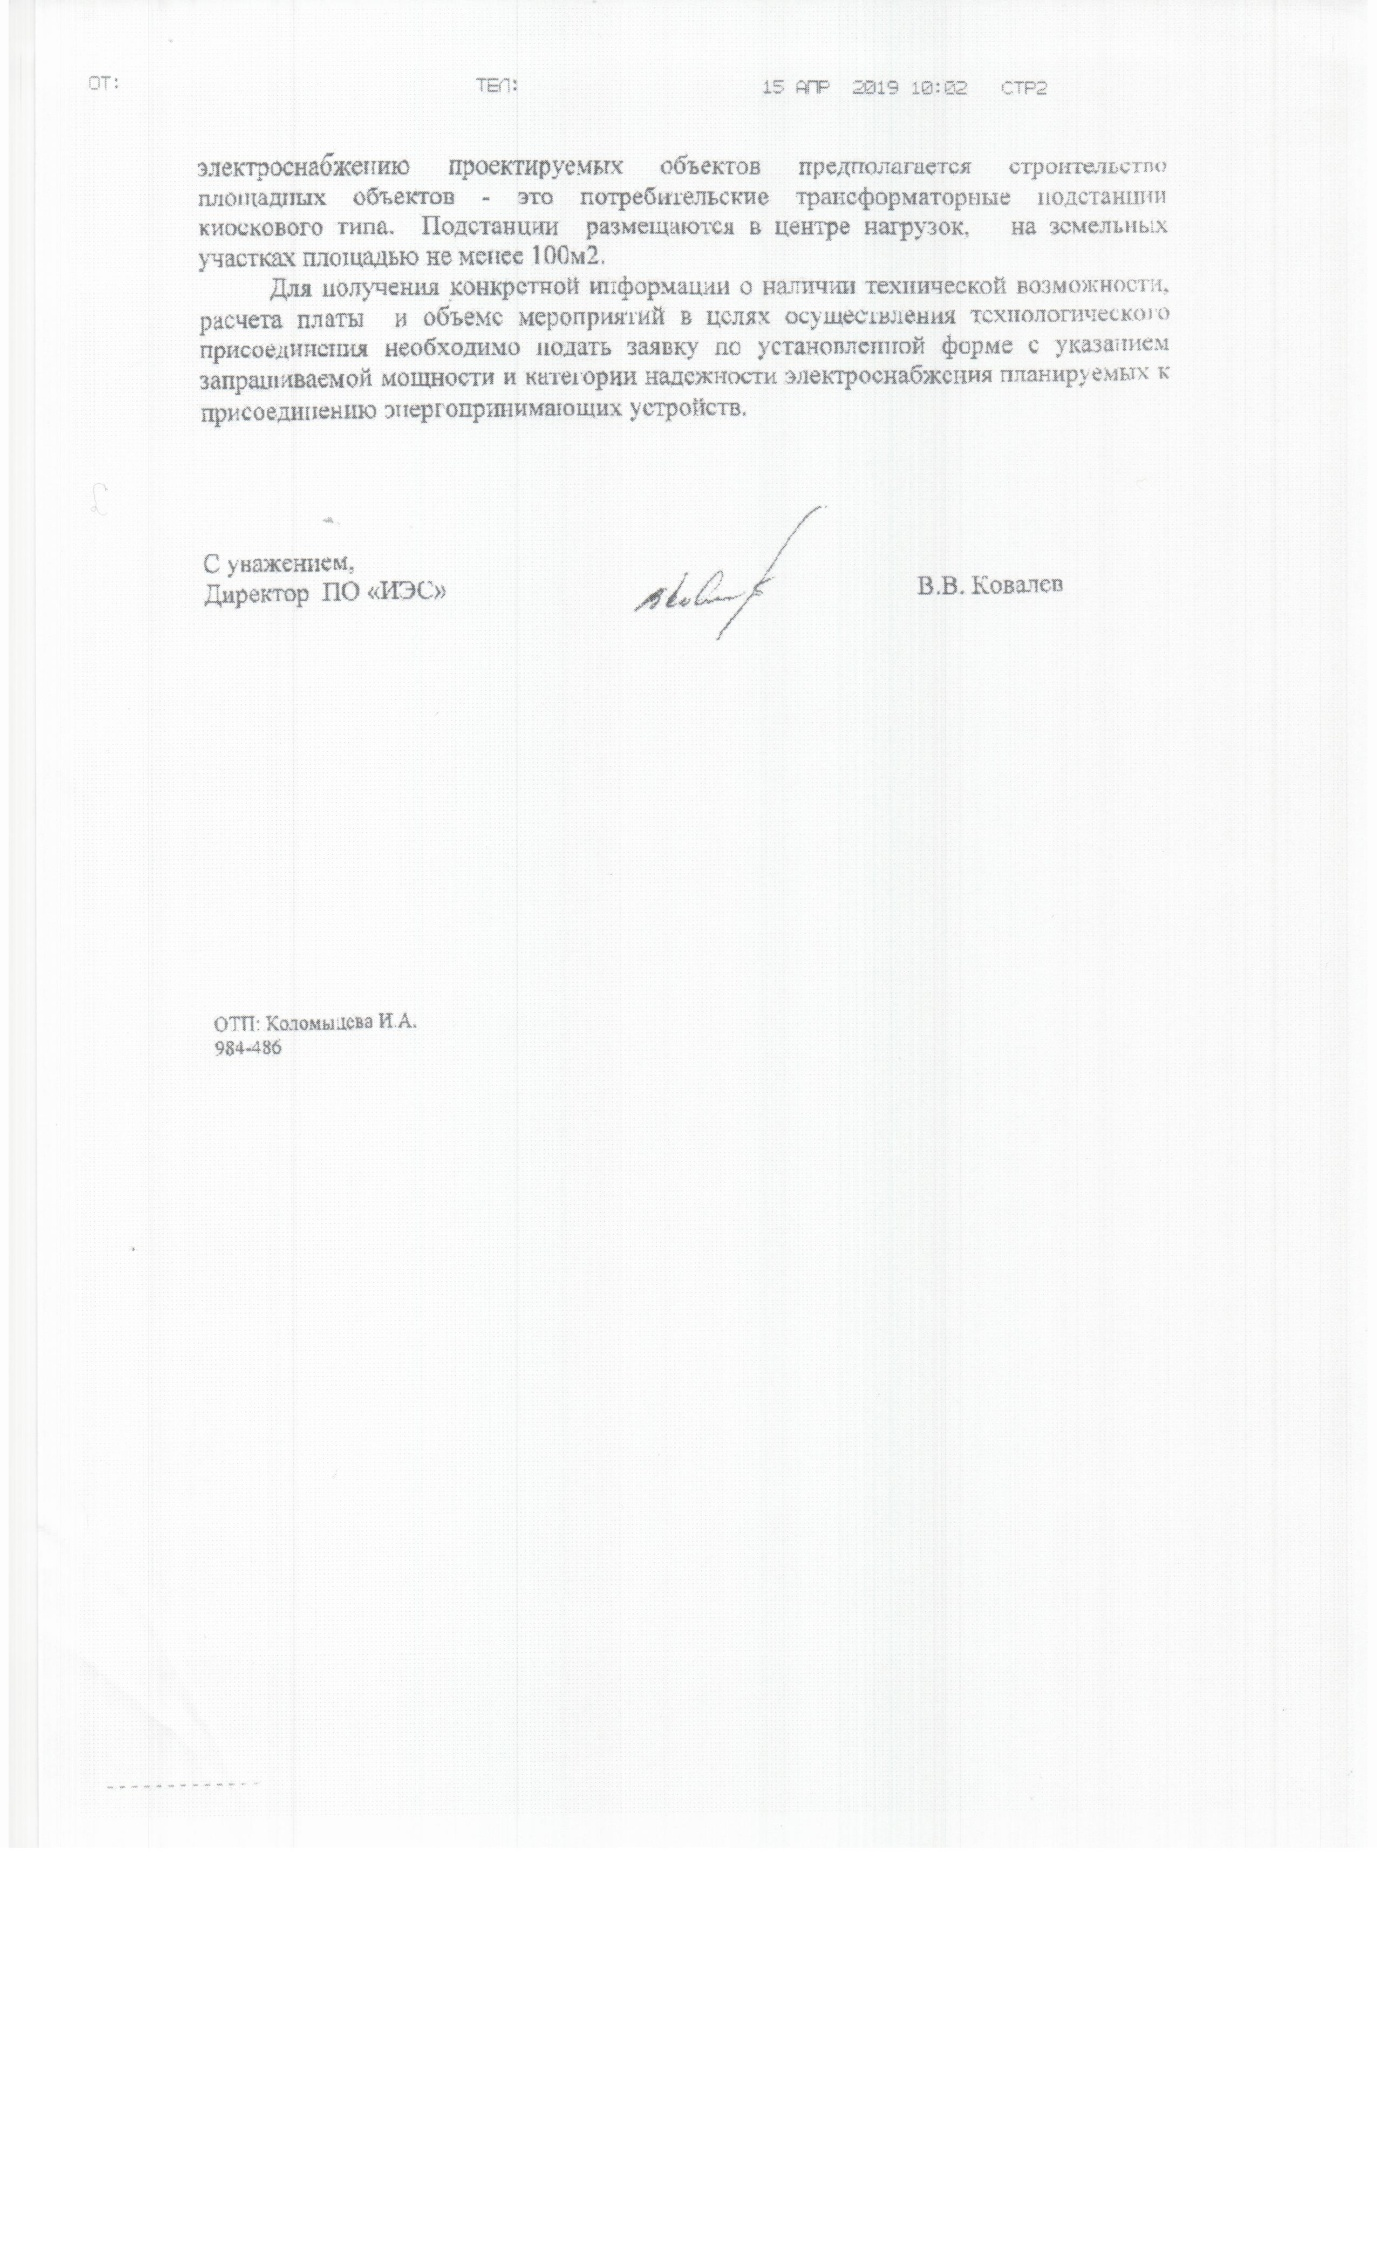 ОТ: ТЕЛ: 15 АПР 2019 10:02 СТР2
электроснабжению проектируемых объектов предполагается строительство
площадных объектов - это потребительские трансформаторные подстанции
киоскового типа. Подстанции размещаются в центре нагрузок, на земельных
участках площадью не менее 100м2.
Для получения конкретной информации о наличии технической возможности,
расчета платы и объеме мероприятий в целях осуществления технологического
присоединения необходимо подать заявку по установленной форме с указанием
запрашиваемой мощности и категории надежности электроснабжения планируемых к
присоединению энергопринимающих устройств.
С уважением,
Директор ПО «ИЭС» В.В. Ковалев
ОТП: Коломыцева И.А.
984-486